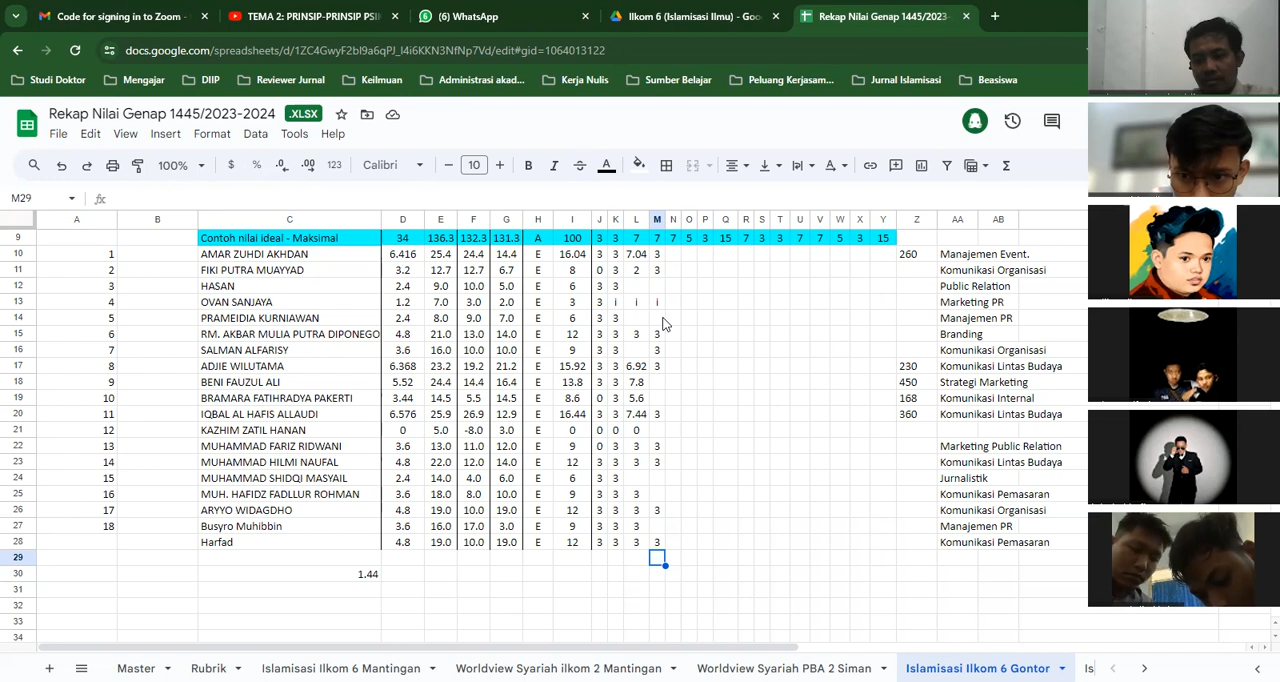 Code for signing in to Zoom -
TEMA 2: PRINSIP-PRINSIP PSII
(6) WhatsApp
Ilkom 6 (Islamisasi Ilmu) - Goo
Rekap Nilai Genap 1445/2023-
docs.google.com/spreadsheets/d/1ZC4GwyF2bI9a6qPJ_l4i6KKN3NfNp7Vd/edit#gid=1064013122
Studi Doktor Mengajar DIIP Reviewer Jurnal Keilmuan Administrasi akad... Kerja Nulis Sumber Belajar Peluang Kerjasam... Jurnal Islamisasi Beasiswa
Rekap Nilai Genap 1445/2023-2024 .XLSX
File Edit View Insert Format Data Tools Help
100% $ % .0 .00 123 Calibri 10 B I A
M29 fx
A B C D E F G H I J K L M N O P Q R S T U V W X Y Z AA AB
9 Contoh nilai ideal - Maksimal 34 136.3 132.3 131.3 A 100 3 3 7 7 7 5 3 15 7 3 3 7 7 5 3 15
10 1 AMAR ZUHDI AKHDAN 6.416 25.4 24.4 14.4 E 16.04 3 3 7.04 3 260 Manajemen Event.
11 2 FIKI PUTRA MUAYYAD 3.2 12.7 12.7 6.7 E 8 0 3 2 3 Komunikasi Organisasi
12 3 HASAN 2.4 9.0 10.0 5.0 E 6 3 3 Public Relation
13 4 OVAN SANJAYA 1.2 7.0 3.0 2.0 E 3 3 i i i Marketing PR
14 5 PRAMEIDIA KURNIAWAN 2.4 8.0 9.0 7.0 E 6 3 3 Manajemen PR
15 6 RM. AKBAR MULIA PUTRA DIPONEGO 4.8 21.0 13.0 14.0 E 12 3 3 3 3 Branding
16 7 SALMAN ALFARISY 3.6 16.0 10.0 10.0 E 9 3 3 3 Komunikasi Organisasi
17 8 ADJIE WILUTAMA 6.368 23.2 19.2 21.2 E 15.92 3 3 6.92 3 230 Komunikasi Lintas Budaya
18 9 BENI FAUZUL ALI 5.52 24.4 14.4 16.4 E 13.8 3 3 7.8 450 Strategi Marketing
19 10 BRAMARA FATIHRADYA PAKERTI 3.44 14.5 5.5 14.5 E 8.6 0 3 5.6 168 Komunikasi Internal
20 11 IQBAL AL HAFIS ALLAUDI 6.576 25.9 26.9 12.9 E 16.44 3 3 7.44 3 360 Komunikasi Lintas Budaya
21 12 KAZHIM ZATIL HANAN 0 5.0 -8.0 3.0 E 0 0 0 0
22 13 MUHAMMAD FARIZ RIDWANI 3.6 13.0 11.0 12.0 E 9 0 3 3 3 Marketing Public Relation
23 14 MUHAMMAD HILMI NAUFAL 4.8 22.0 12.0 14.0 E 12 3 3 3 3 Komunikasi Lintas Budaya
24 15 MUHAMMAD SHIDQI MASYAIL 2.4 14.0 4.0 6.0 E 6 3 3 Jurnalistik
25 16 MUH. HAFIDZ FADLLUR ROHMAN 3.6 18.0 8.0 10.0 E 9 3 3 3 Komunikasi Pemasaran
26 17 ARYYO WIDAGDHO 4.8 19.0 10.0 19.0 E 12 3 3 3 3 Komunikasi Organisasi
27 18 Busyro Muhibbin 3.6 16.0 17.0 3.0 E 9 3 3 3 Manajemen PR
28 Harfad 4.8 19.0 10.0 19.0 E 12 3 3 3 3 Komunikasi Pemasaran
29
30 1.44
31
32
33
34
Master Rubrik Islamisasi Ilkom 6 Mantingan Worldview Syariah ilkom 2 Mantingan Worldview Syariah PBA 2 Siman Islamisasi Ilkom 6 Gontor Is